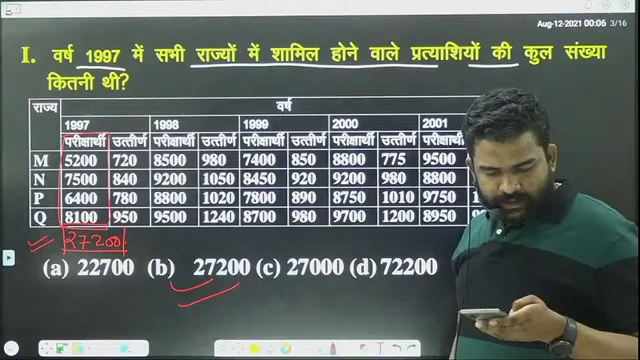 Aug-12-2021 00:06 3/16
I. वर्ष 1997 में सभी राज्यों में शामिल होने वाले प्रत्याशियों की कुल संख्या
कितनी थी?
राज्य वर्ष
1997 1998 1999 2000 2001
परीक्षार्थी उत्तीर्ण परीक्षार्थी उत्तीर्ण परीक्षार्थी उत्तीर्ण परीक्षार्थी उत्तीर्ण परीक्षार्थी
M 5200 720 8500 980 7400 850 8800 775 9500
N 7500 840 9200 1050 8450 920 9200 980 8800
P 6400 780 8800 1020 7800 890 8750 1010 9750
Q 8100 950 9500 1240 8700 980 9700 1200 8950
27200
(a) 22700 (b) 27200 (c) 27000 (d) 72200